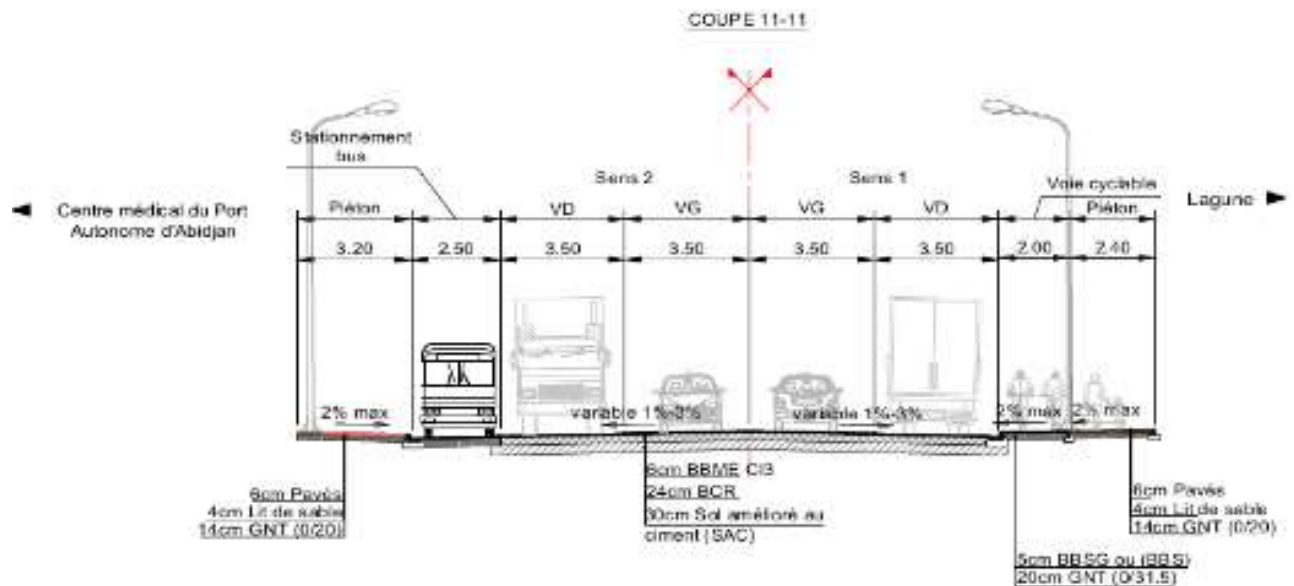 COUPE 11-11
Stationnement
bus
Sens 2
Sens 1
Voie cyclable
Centre médical du Port
Autonome d'Abidjan
Lagune
Piéton
VD
VG
VG
VD
Piéton
3.20
2.50
3.50
3.50
3.50
3.50
2.00
2.40
2% max
variable 1%-3%
variable 1%-3%
2% max
2% max
6cm Pavés
4cm Lit de sable
14cm GNT (0/20)
6cm BBME Cl3
24cm BCR
30cm Sol amélioré au
ciment (SAC)
6cm Pavés
4cm Lit de sable
14cm GNT (0/20)
5cm BBSG ou (BBS)
20cm GNT (0/31.5)